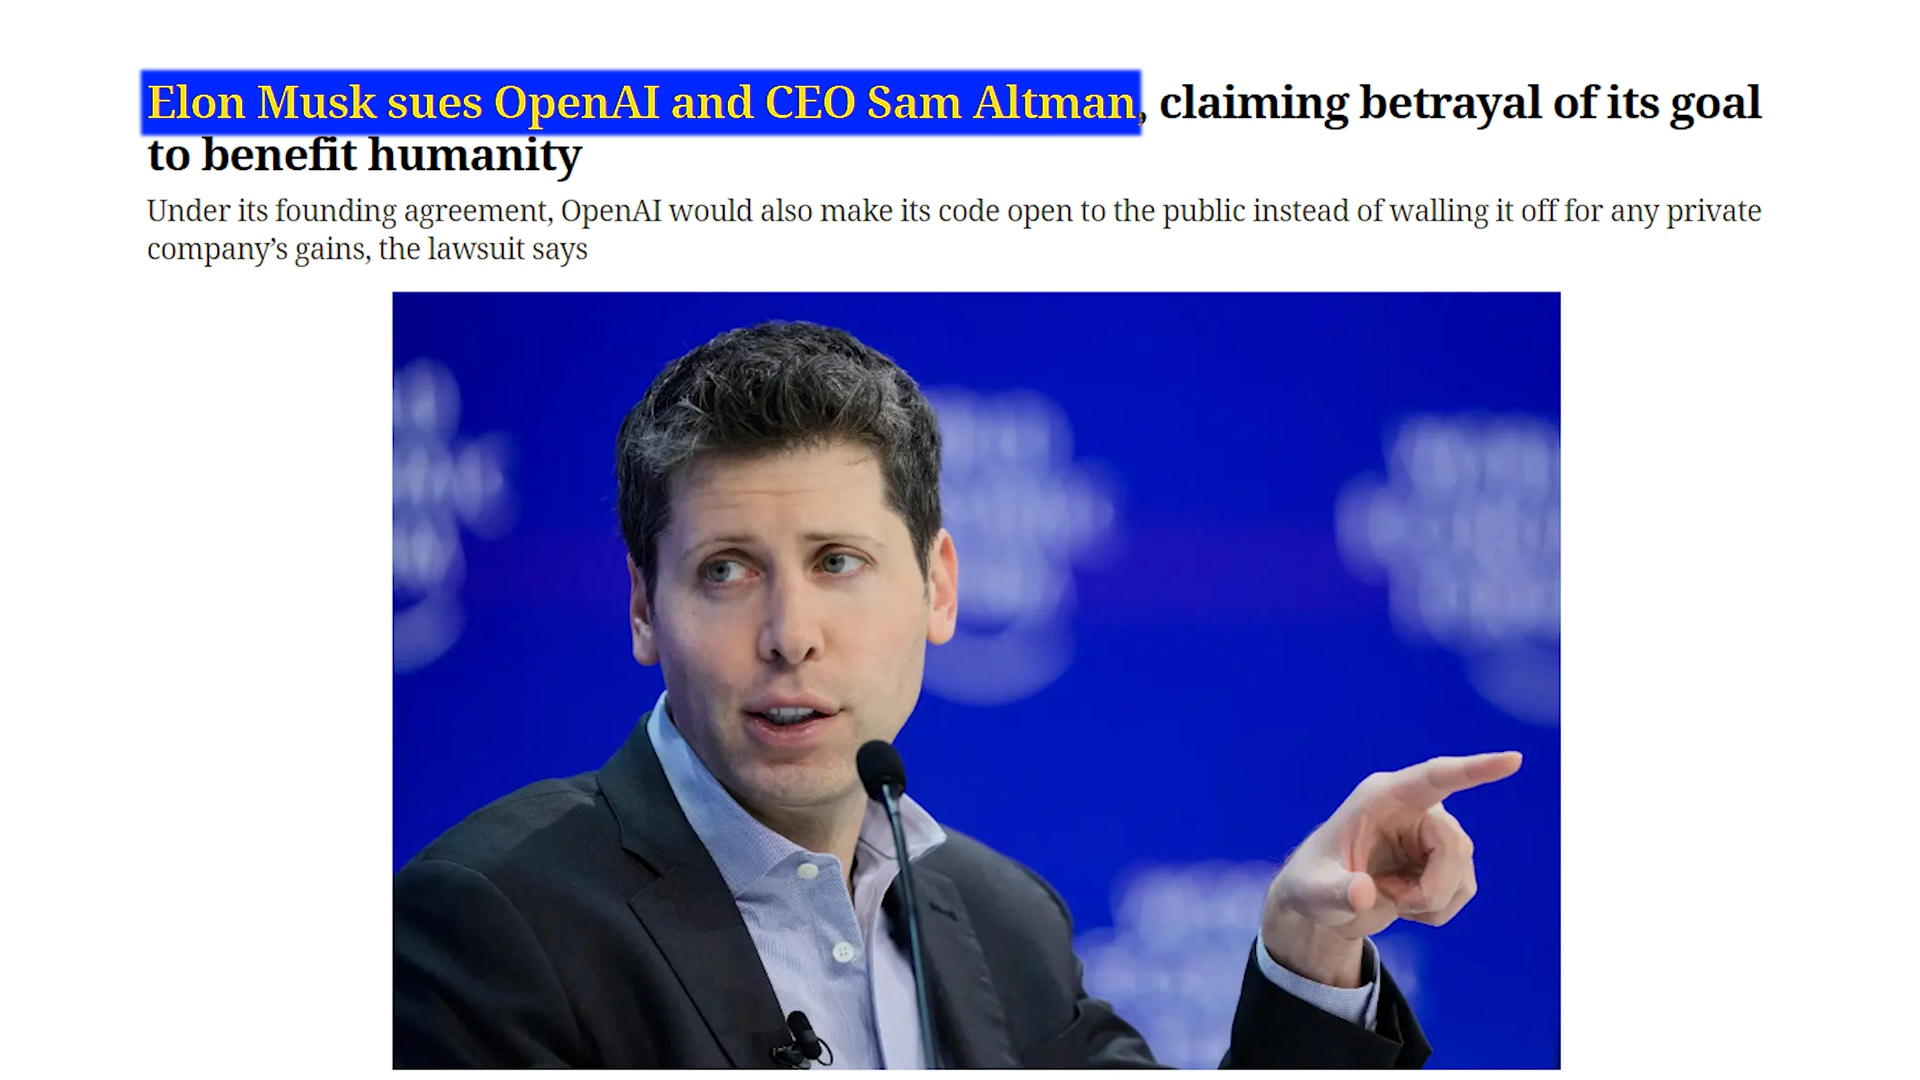 Elon Musk sues OpenAI and CEO Sam Altman, claiming betrayal of its goal
to benefit humanity
Under its founding agreement, OpenAI would also make its code open to the public instead of walling it off for any private
company’s gains, the lawsuit says